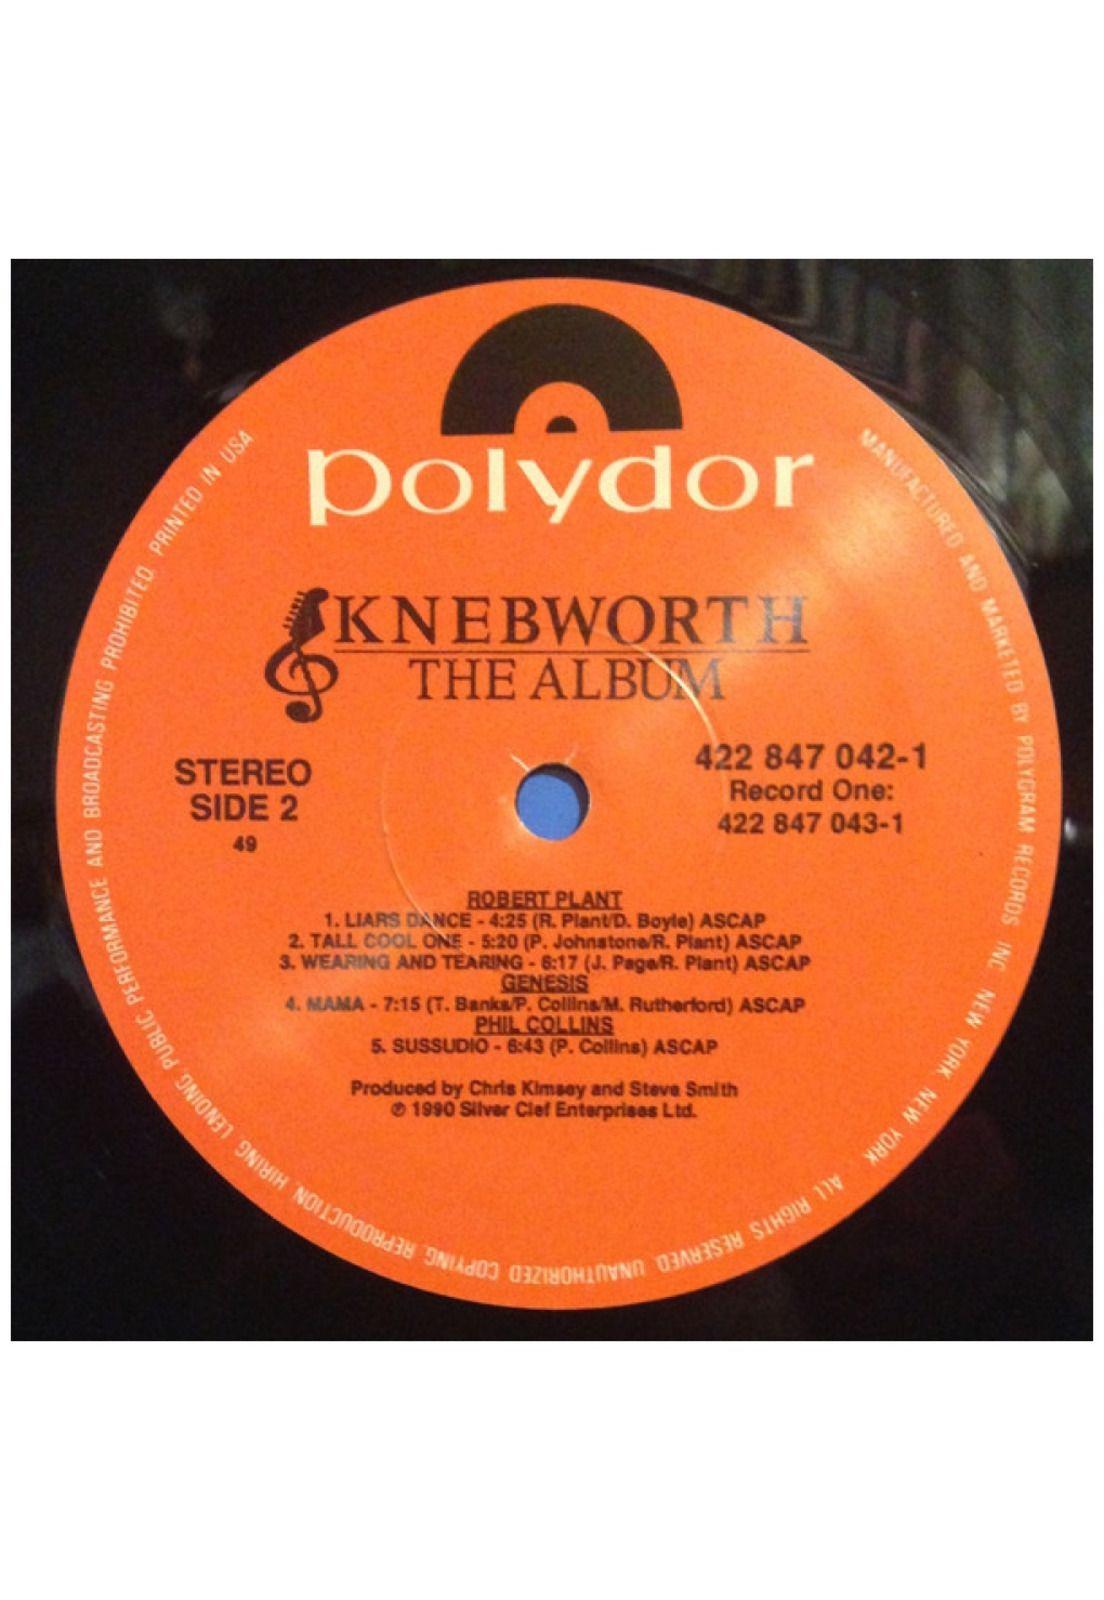 polydor
KNEBWORTH
THE ALBUM
STEREO
SIDE 2
49
422 847 042-1
Record One:
422 847 043-1
ROBERT PLANT
1. LIARS DANCE - 4:25 (R. Plant/D. Boyle) ASCAP
2. TALL COOL ONE - 5:20 (P. Johnstone/R. Plant) ASCAP
3. WEARING AND TEARING - 6:17 (J. Page/R. Plant) ASCAP
GENESIS
4. MAMA - 7:15 (T. Banks/P. Collins/M. Rutherford) ASCAP
PHIL COLLINS
5. SUSSUDIO - 6:43 (P. Collins) ASCAP
Produced by Chris Kimsey and Steve Smith
℗ 1990 Silver Clef Enterprises Ltd.
MANUFACTURED AND MARKETED BY POLYGRAM RECORDS, INC. NEW YORK, NEW YORK. ALL RIGHTS RESERVED. UNAUTHORIZED COPYING, REPRODUCTION, HIRING, LENDING, PUBLIC PERFORMANCE AND BROADCASTING PROHIBITED. PRINTED IN USA